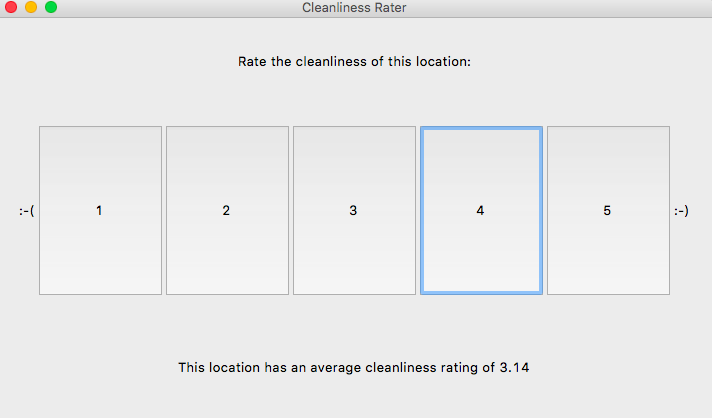 Cleanliness Rater
Rate the cleanliness of this location:
:-( 1 2 3 4 5 :-)
This location has an average cleanliness rating of 3.14